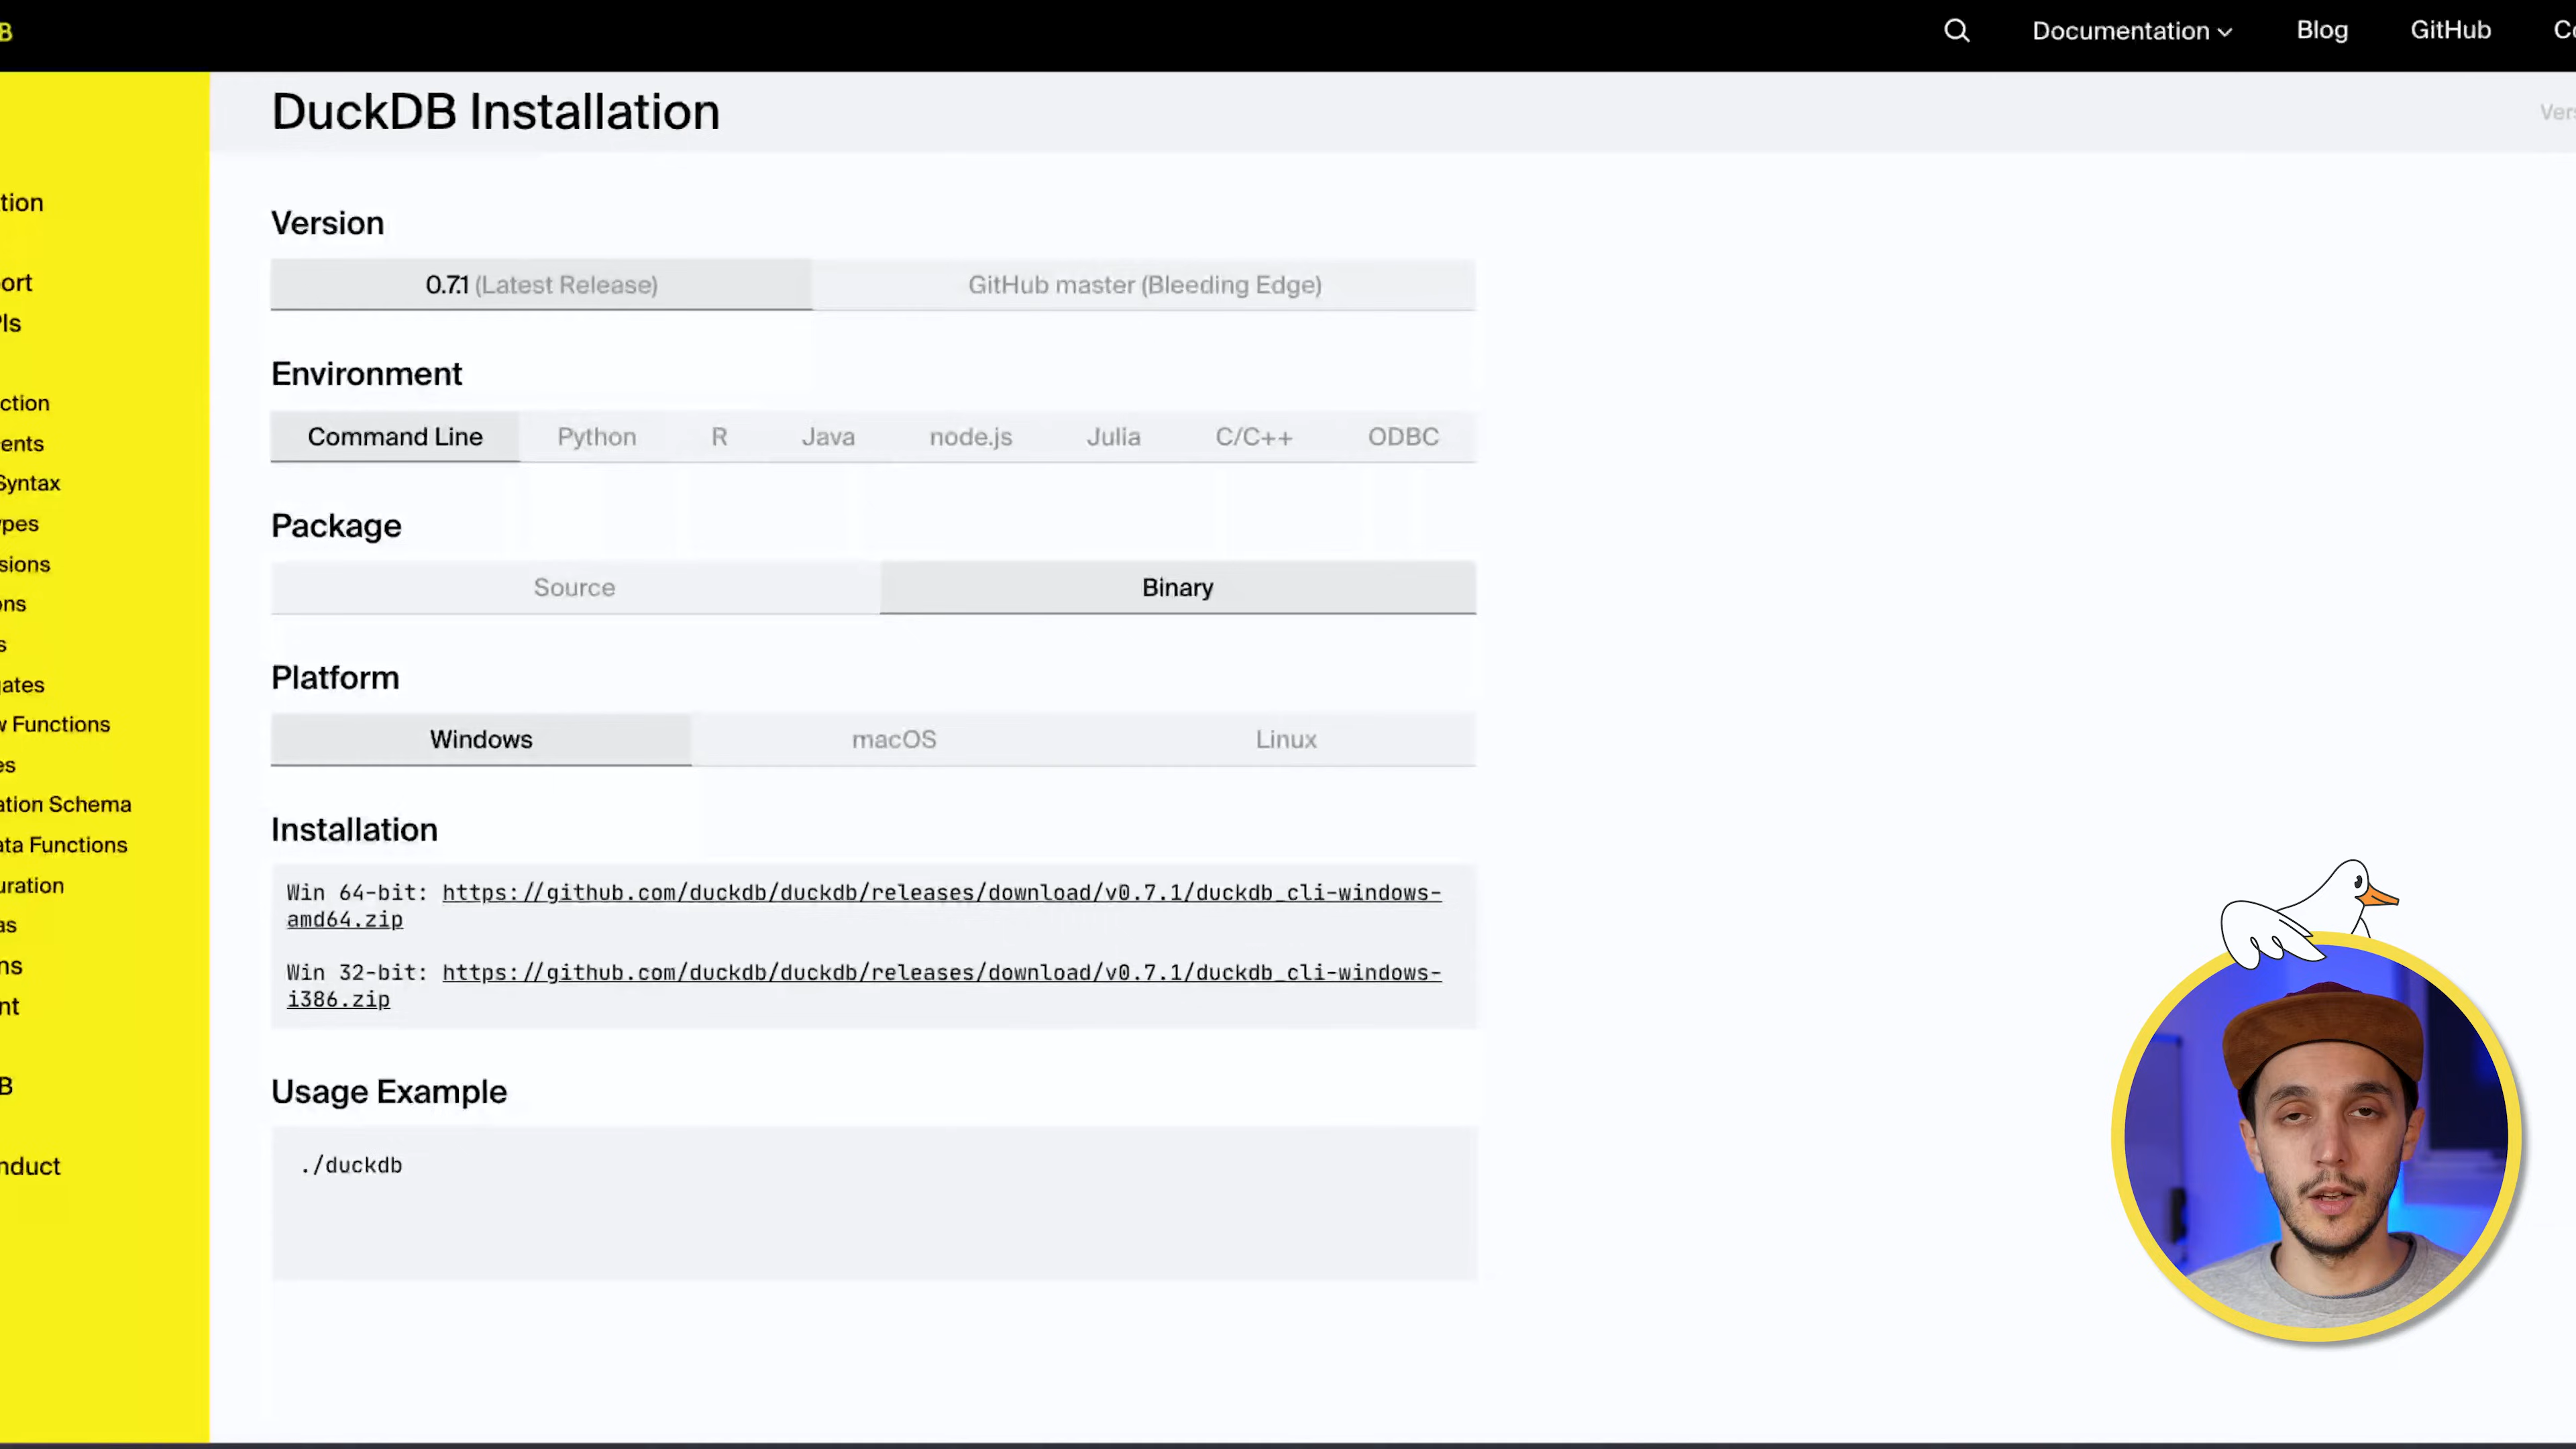 B
Documentation
Blog
GitHub
DuckDB Installation
tion
ort
ction
ents
Syntax
ypes
sions
ons
s
gates
w Functions
es
ation Schema
ata Functions
uration
as
ns
nt
B
nduct
Version
0.7.1 (Latest Release)
GitHub master (Bleeding Edge)
Environment
Command Line
Python
R
Java
node.js
Julia
C/C++
ODBC
Package
Source
Binary
Platform
Windows
macOS
Linux
Installation
Win 64-bit: https://github.com/duckdb/duckdb/releases/download/v0.7.1/duckdb_cli-windows-
amd64.zip
Win 32-bit: https://github.com/duckdb/duckdb/releases/download/v0.7.1/duckdb_cli-windows-
i386.zip
Usage Example
./duckdb